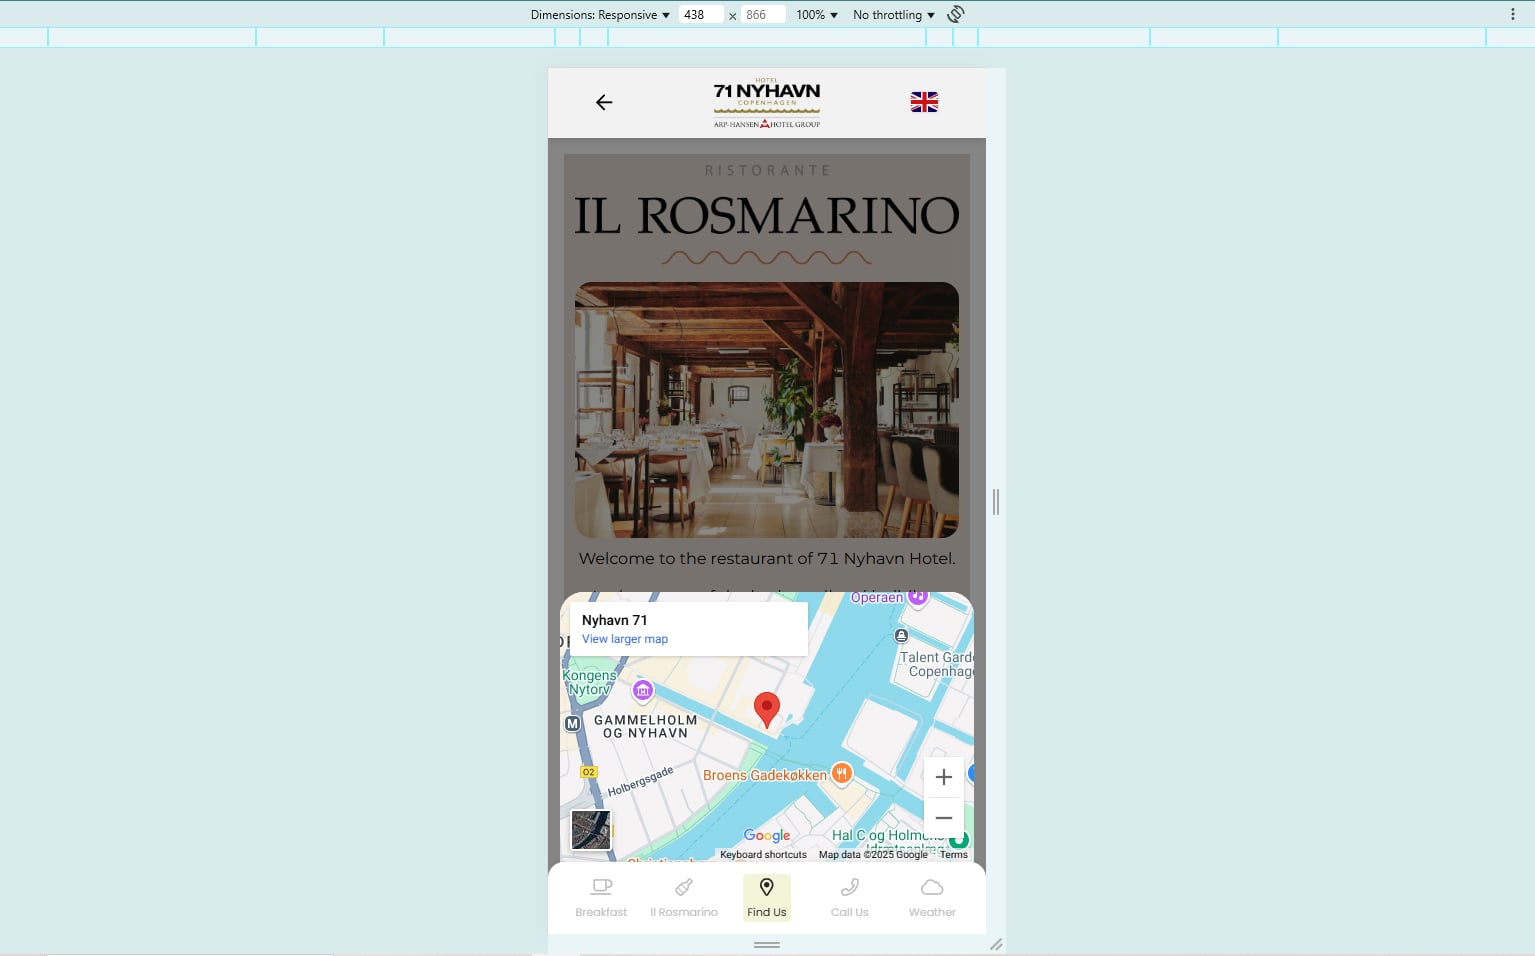 Dimensions: Responsive 438 × 866 100% No throttling
HOTEL
71 NYHAVN
COPENHAGEN
ARP-HANSEN HOTEL GROUP
RISTORANTE
IL ROSMARINO
Welcome to the restaurant of 71 Nyhavn Hotel.
Operaen
Nyhavn 71
View larger map
Talent Garde
Copenhage
Kongens
Nytorv
M
GAMMELHOLM
OG NYHAVN
O2
Holbergsgade
Broens Gadekøkken
+
−
Google
Hal C og Holm
Idrætsanlæg
Keyboard shortcuts Map data ©2025 Google Terms
Breakfast Il Rosmarino Find Us Call Us Weather